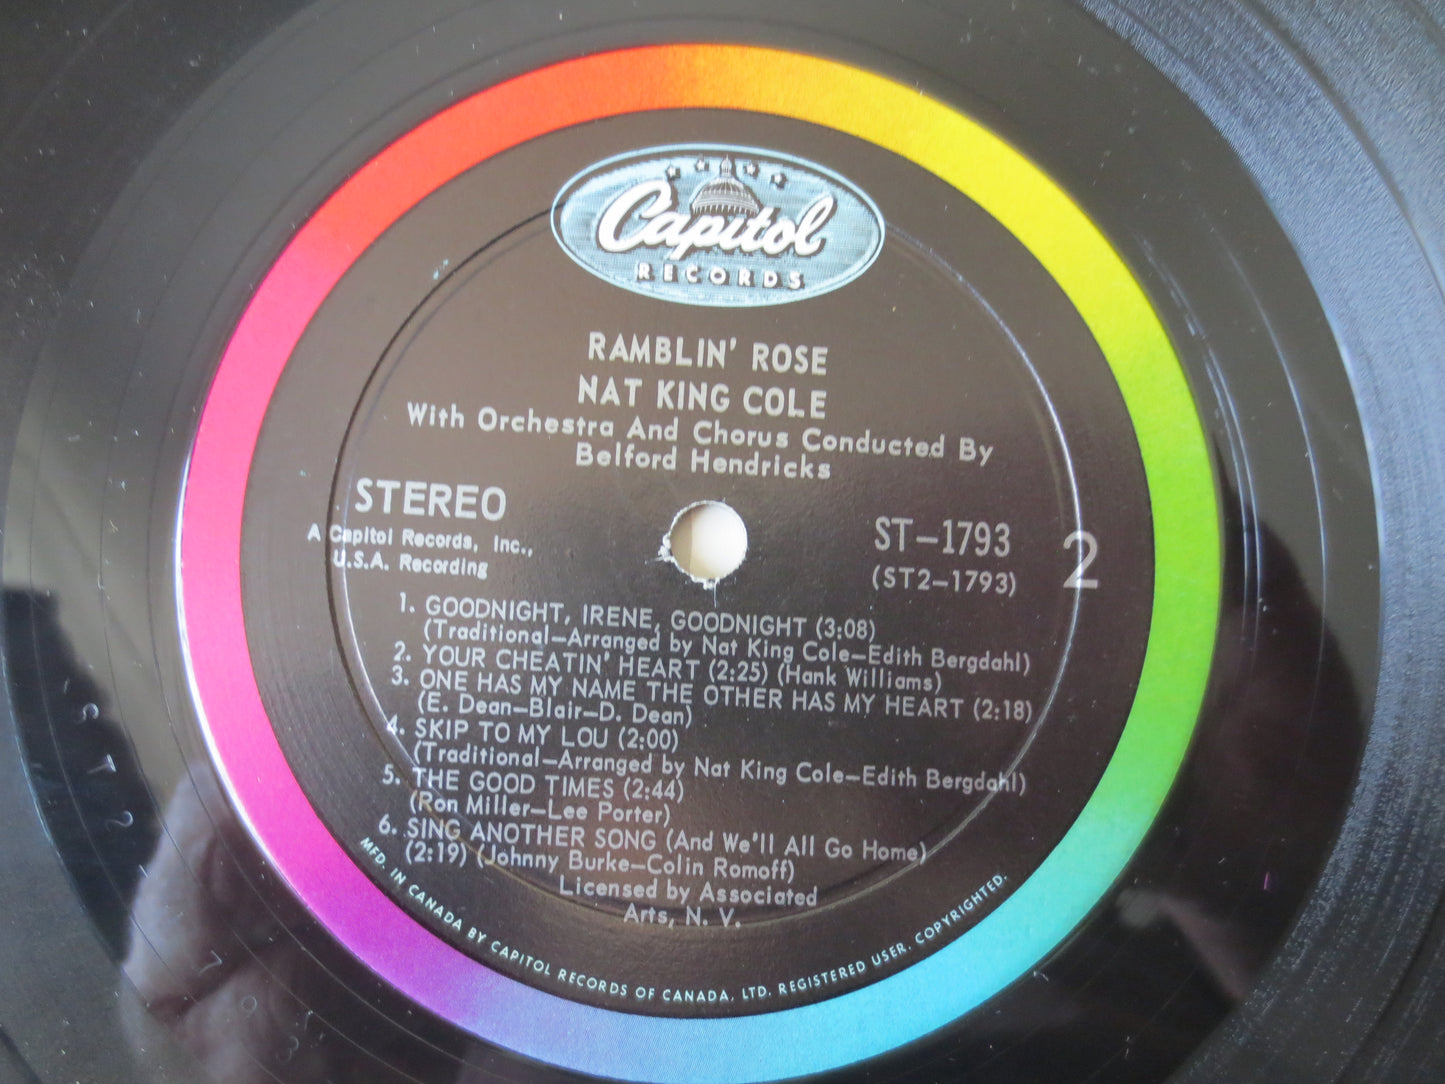 Capitol
RECORDS
RAMBLIN' ROSE
NAT KING COLE
With Orchestra And Chorus Conducted By
Belford Hendricks
STEREO
A Capitol Records, Inc.,
U.S.A. Recording
ST-1793
(ST2-1793)
2
1. GOODNIGHT, IRENE, GOODNIGHT (3:08)
(Traditional-Arranged by Nat King Cole-Edith Bergdahl)
2. YOUR CHEATIN' HEART (2:25) (Hank Williams)
3. ONE HAS MY NAME THE OTHER HAS MY HEART (2:18)
(E. Dean-Blair-D. Dean)
4. SKIP TO MY LOU (2:00)
(Traditional-Arranged by Nat King Cole-Edith Bergdahl)
5. THE GOOD TIMES (2:44)
(Ron Miller-Lee Porter)
6. SING ANOTHER SONG (And We'll All Go Home)
(2:19) (Johnny Burke-Colin Romoff)
Licensed by Associated
Arts, N. V.
MFD. IN CANADA BY CAPITOL RECORDS OF CANADA, LTD. REGISTERED USER. COPYRIGHTED.